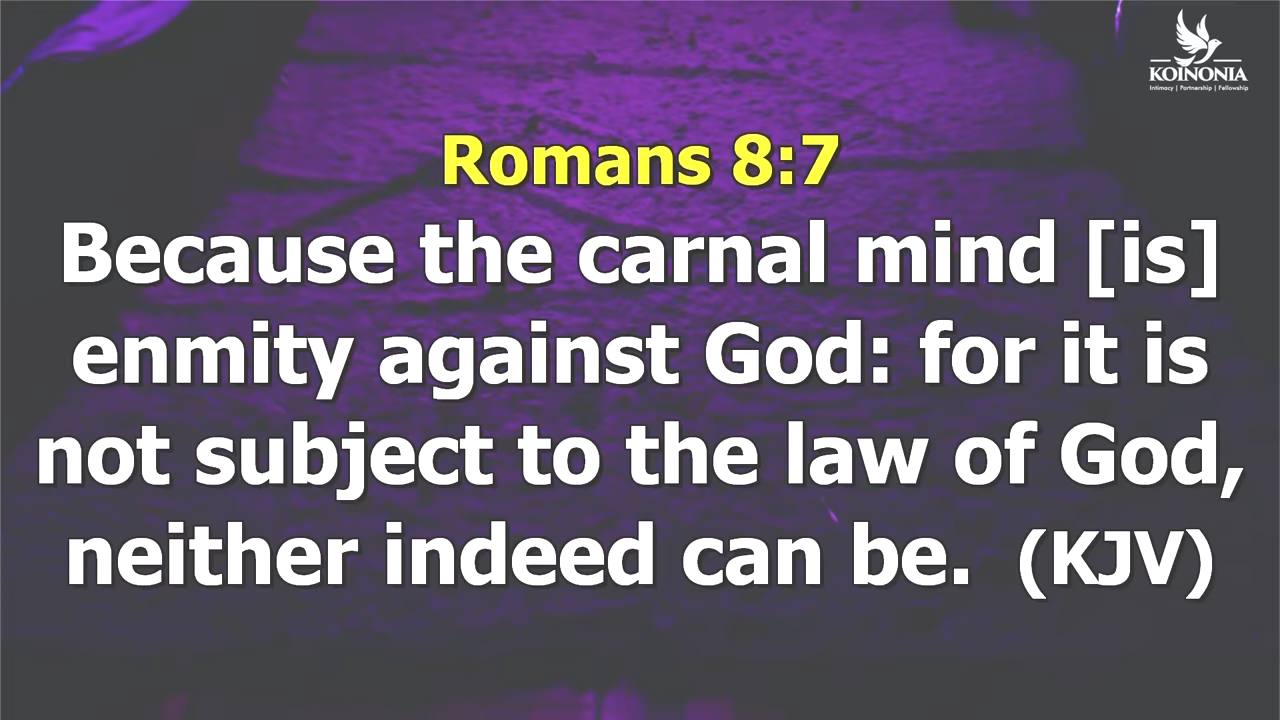 KOINONIA
Intimacy | Partnership | Fellowship
Romans 8:7
Because the carnal mind [is]
enmity against God: for it is
not subject to the law of God,
neither indeed can be. (KJV)